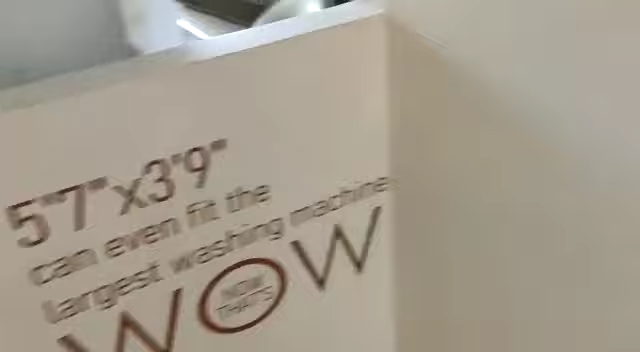 5'7"x3'9"
can even fit the
largest washing machine
WOW
NOW
THAT'S